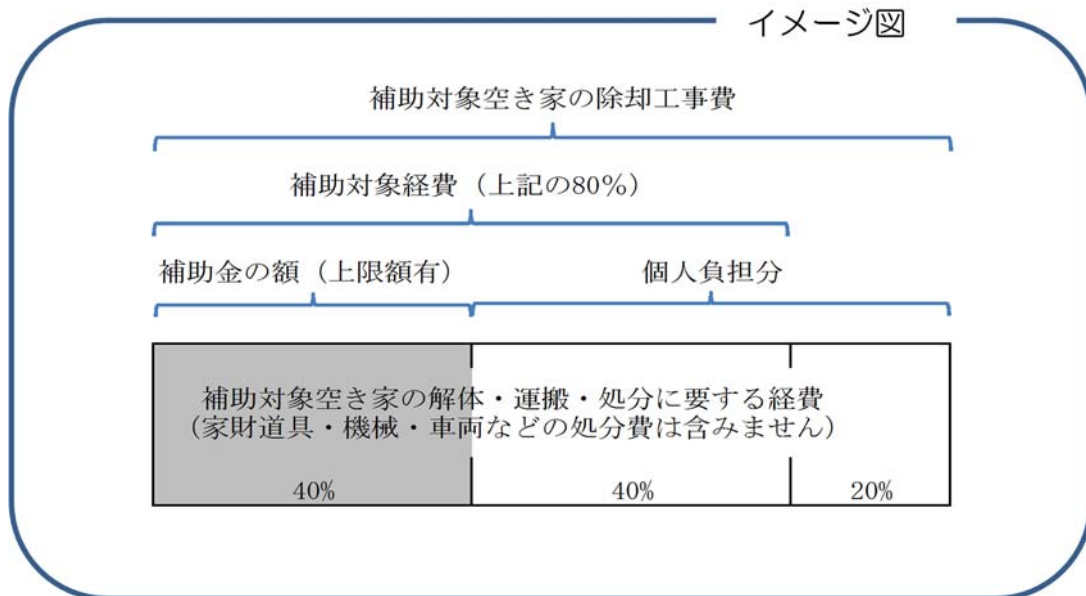 イメージ図
補助対象空き家の除却工事費
補助対象経費（上記の80％）
補助金の額（上限額有）
個人負担分
補助対象空き家の解体・運搬・処分に要する経費
（家財道具・機械・車両などの処分費は含みません）
40%
40%
20%